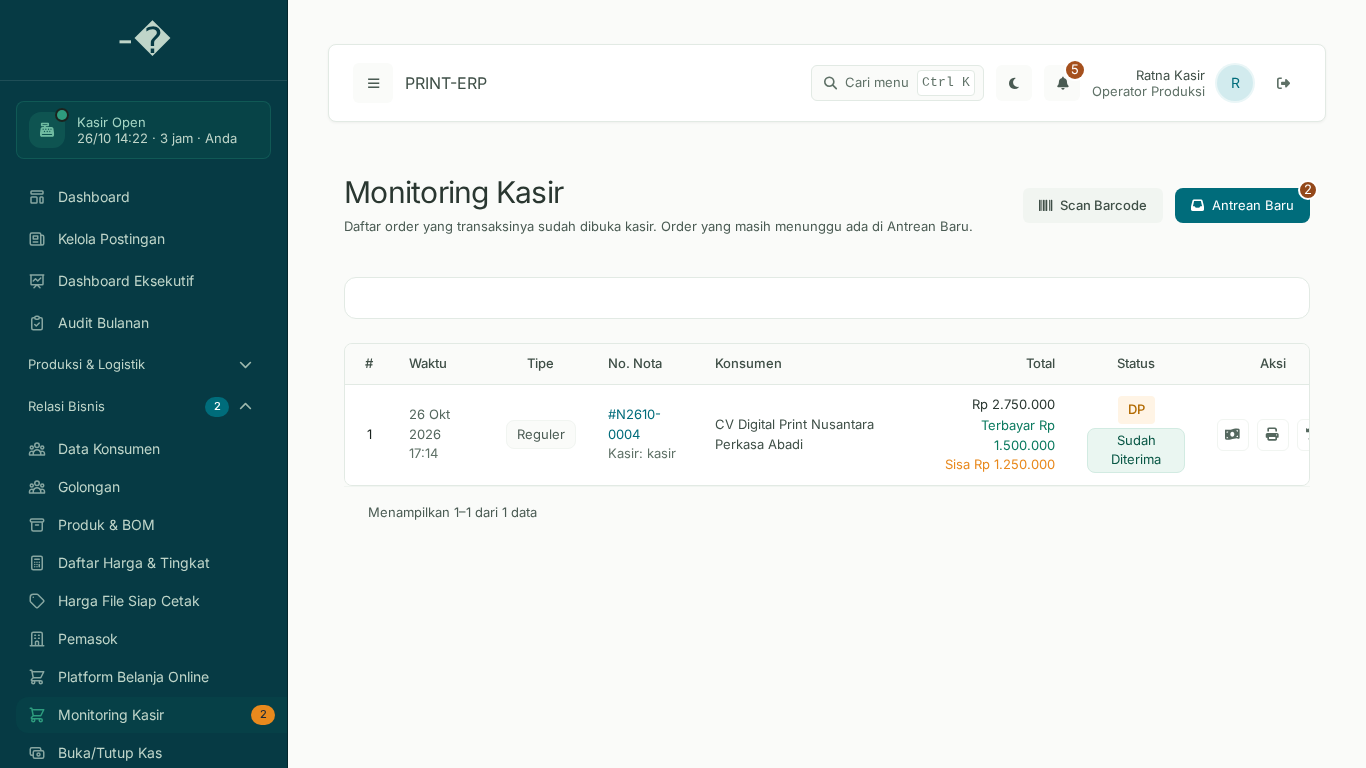 –�
Kasir Open
26/10 14:22 · 3 jam · Anda
Dashboard
Kelola Postingan
Dashboard Eksekutif
Audit Bulanan
Produksi & Logistik
Relasi Bisnis 2
Data Konsumen
Golongan
Produk & BOM
Daftar Harga & Tingkat
Harga File Siap Cetak
Pemasok
Platform Belanja Online
Monitoring Kasir 2
Buka/Tutup Kas
PRINT-ERP
Cari menu Ctrl K
5
Ratna Kasir
Operator Produksi
R
Monitoring Kasir
Daftar order yang transaksinya sudah dibuka kasir. Order yang masih menunggu ada di Antrean Baru.
Scan Barcode
Antrean Baru 2
# Waktu Tipe No. Nota Konsumen Total Status Aksi
1
26 Okt
2026
17:14
Reguler
#N2610-
0004
Kasir: kasir
CV Digital Print Nusantara
Perkasa Abadi
Rp 2.750.000
Terbayar Rp
1.500.000
Sisa Rp 1.250.000
DP
Sudah
Diterima
Menampilkan 1–1 dari 1 data